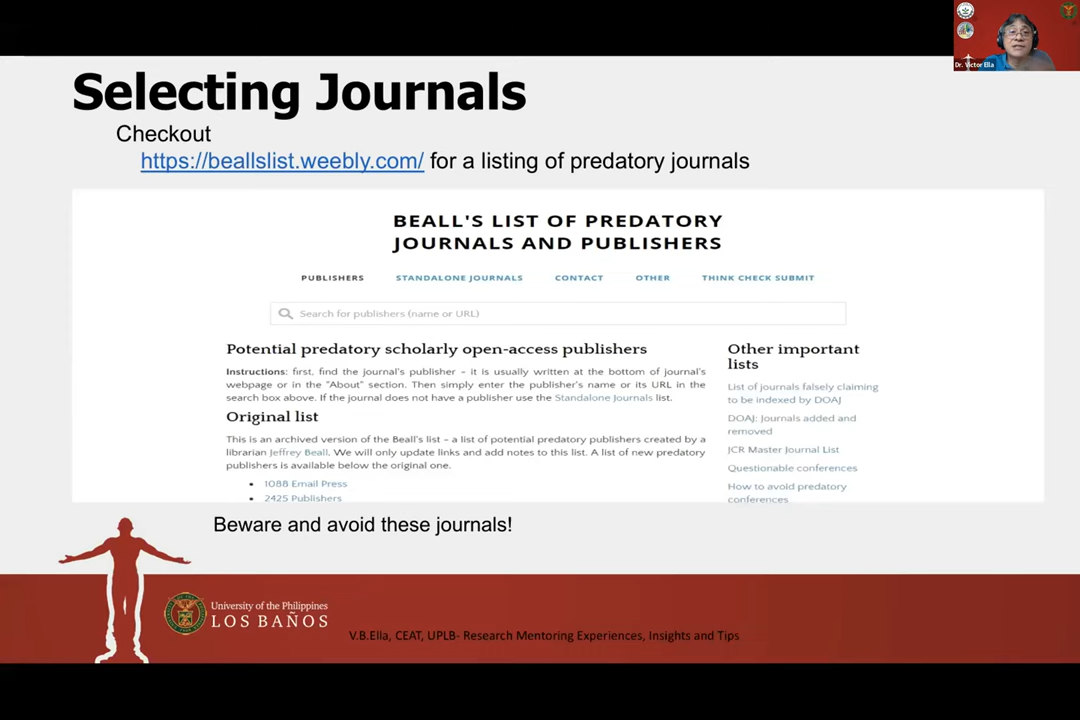 Dr. Victor Ella
Selecting Journals
Checkout
https://beallslist.weebly.com/ for a listing of predatory journals
BEALL'S LIST OF PREDATORY
JOURNALS AND PUBLISHERS
PUBLISHERS STANDALONE JOURNALS CONTACT OTHER THINK CHECK SUBMIT
Search for publishers (name or URL)
Potential predatory scholarly open-access publishers
Instructions: first, find the journal's publisher – it is usually written at the bottom of journal's
webpage or in the "About" section. Then simply enter the publisher's name or its URL in the
search box above. If the journal does not have a publisher use the Standalone Journals list.
Original list
This is an archived version of the Beall's list – a list of potential predatory publishers created by a
librarian Jeffrey Beall. We will only update links and add notes to this list. A list of new predatory
publishers is available below the original one.
• 1088 Email Press
• 2425 Publishers
Other important
lists
List of journals falsely claiming
to be indexed by DOAJ
DOAJ: Journals added and
removed
JCR Master Journal List
Questionable conferences
How to avoid predatory
conferences
Beware and avoid these journals!
University of the Philippines
LOS BAÑOS
V.B.Ella, CEAT, UPLB- Research Mentoring Experiences, Insights and Tips